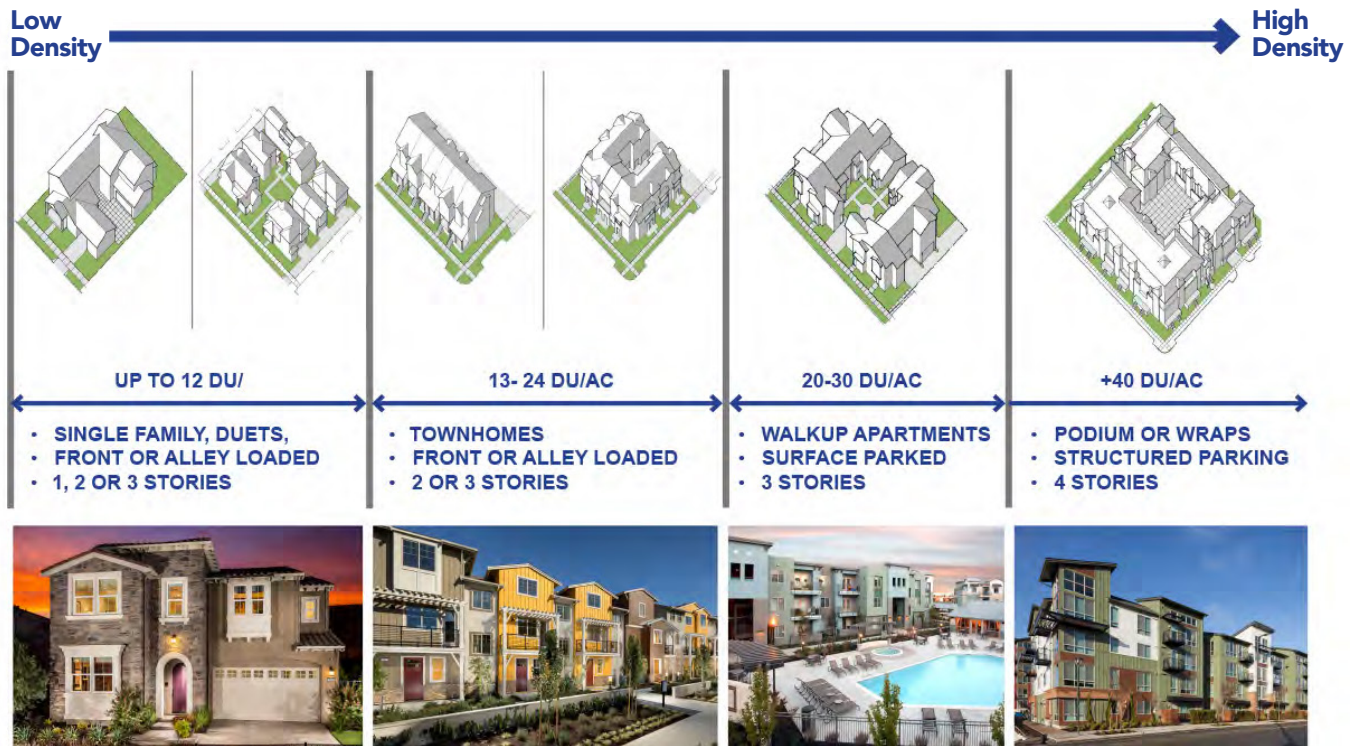 Low
Density
High
Density
UP TO 12 DU/
13- 24 DU/AC
20-30 DU/AC
+40 DU/AC
• SINGLE FAMILY, DUETS,
• FRONT OR ALLEY LOADED
• 1, 2 OR 3 STORIES
• TOWNHOMES
• FRONT OR ALLEY LOADED
• 2 OR 3 STORIES
• WALKUP APARTMENTS
• SURFACE PARKED
• 3 STORIES
• PODIUM OR WRAPS
• STRUCTURED PARKING
• 4 STORIES